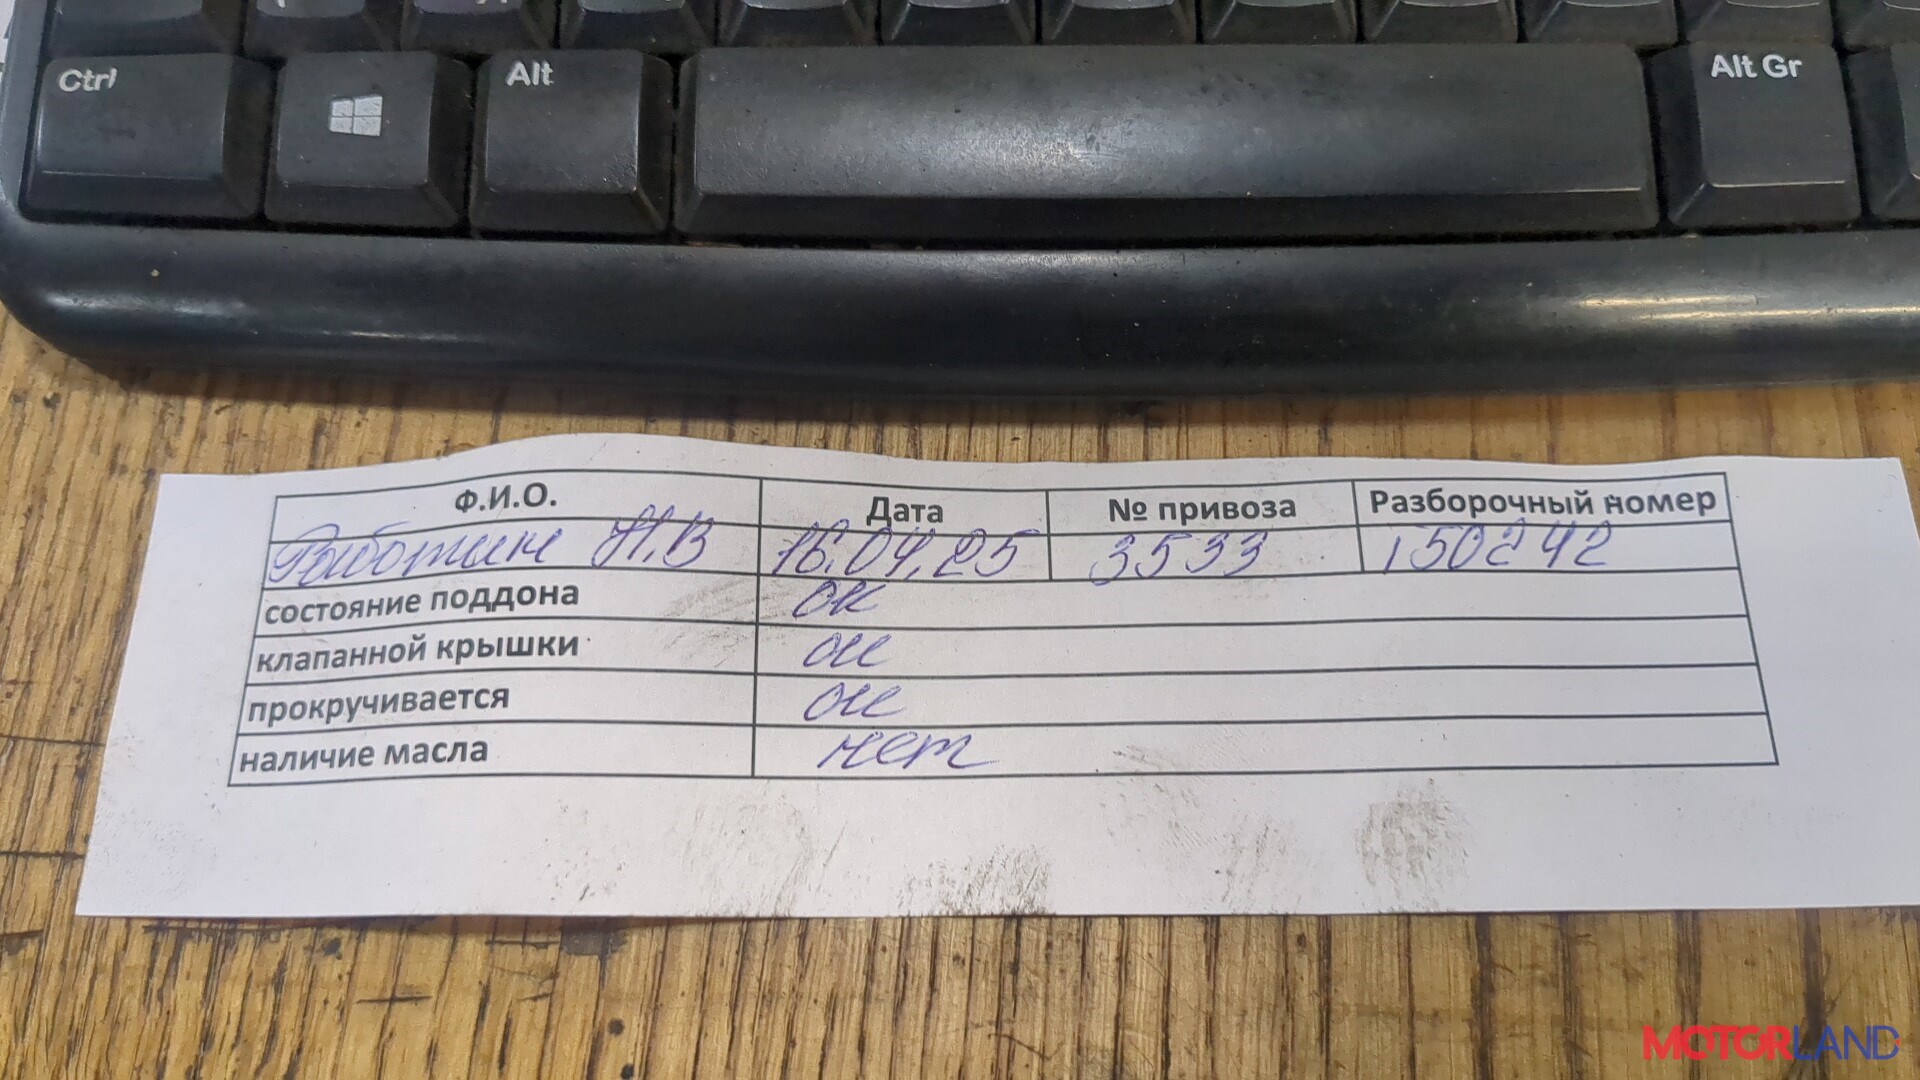 Ctrl Alt Alt Gr
Ф.И.О. Дата № привоза Разборочный номер
Н.В 16.04.25 3533 150242
состояние поддона ок
клапанной крышки ок
прокручивается ок
наличие масла нет
MOTORLAND